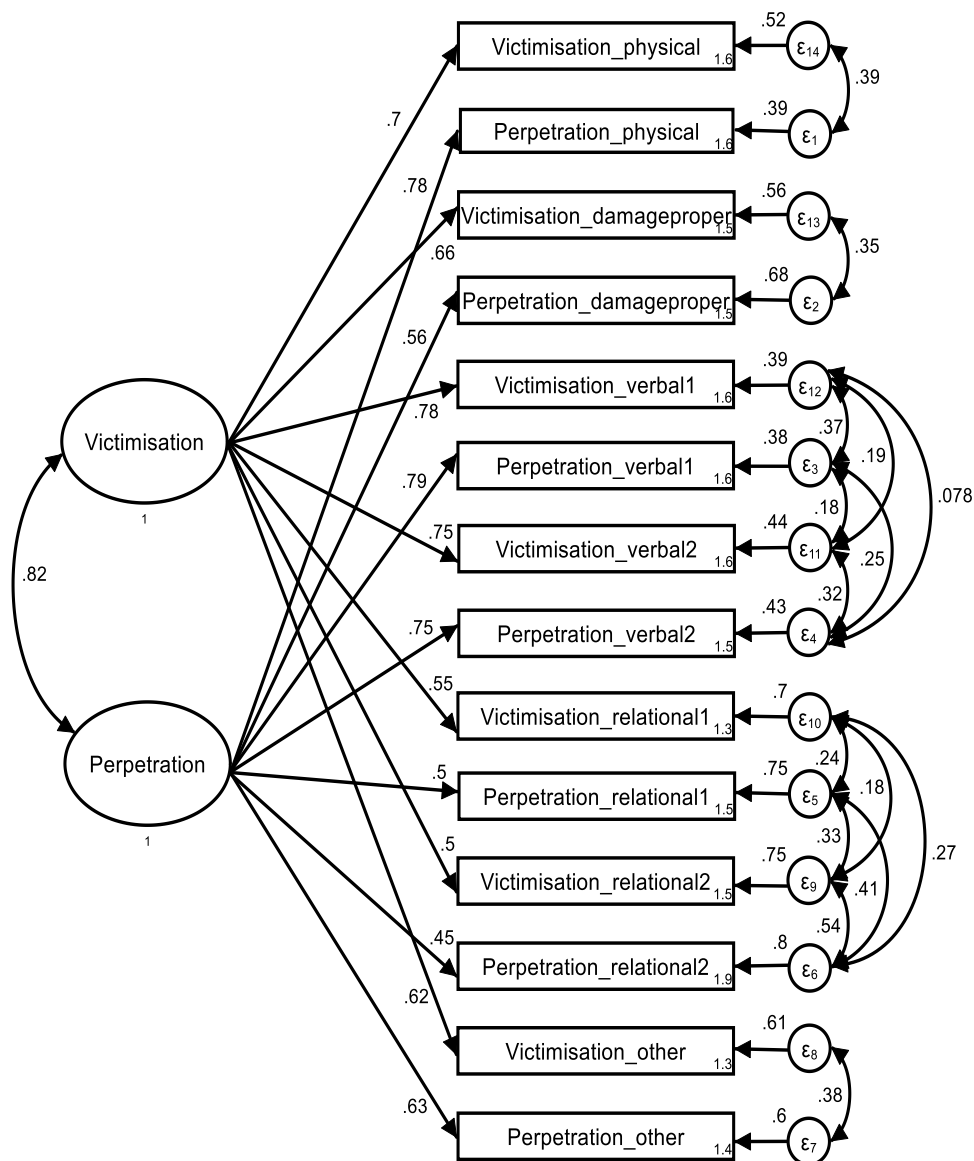 .52
Victimisation_physical
1.6
ε14
.39
.7
.39
Perpetration_physical
1.6
ε1
.78
.56
Victimisation_damageproper
1.5
ε13
.66
.35
.68
Perpetration_damageproper
1.5
ε2
.56
.39
Victimisation_verbal1
1.6
ε12
.78
.37
.19
Victimisation
1
.38
Perpetration_verbal1
1.6
ε3
.79
.18
.078
.75
.44
Victimisation_verbal2
1.6
ε11
.25
.82
.32
.43
Perpetration_verbal2
1.5
ε4
.75
.55
.7
Victimisation_relational1
1.3
ε10
.24
.18
Perpetration
1
.5
.75
Perpetration_relational1
1.5
ε5
.33
.27
.5
.75
Victimisation_relational2
1.5
ε9
.41
.54
.45
.8
Perpetration_relational2
1.9
ε6
.62
.61
Victimisation_other
1.3
ε8
.38
.63
.6
Perpetration_other
1.4
ε7